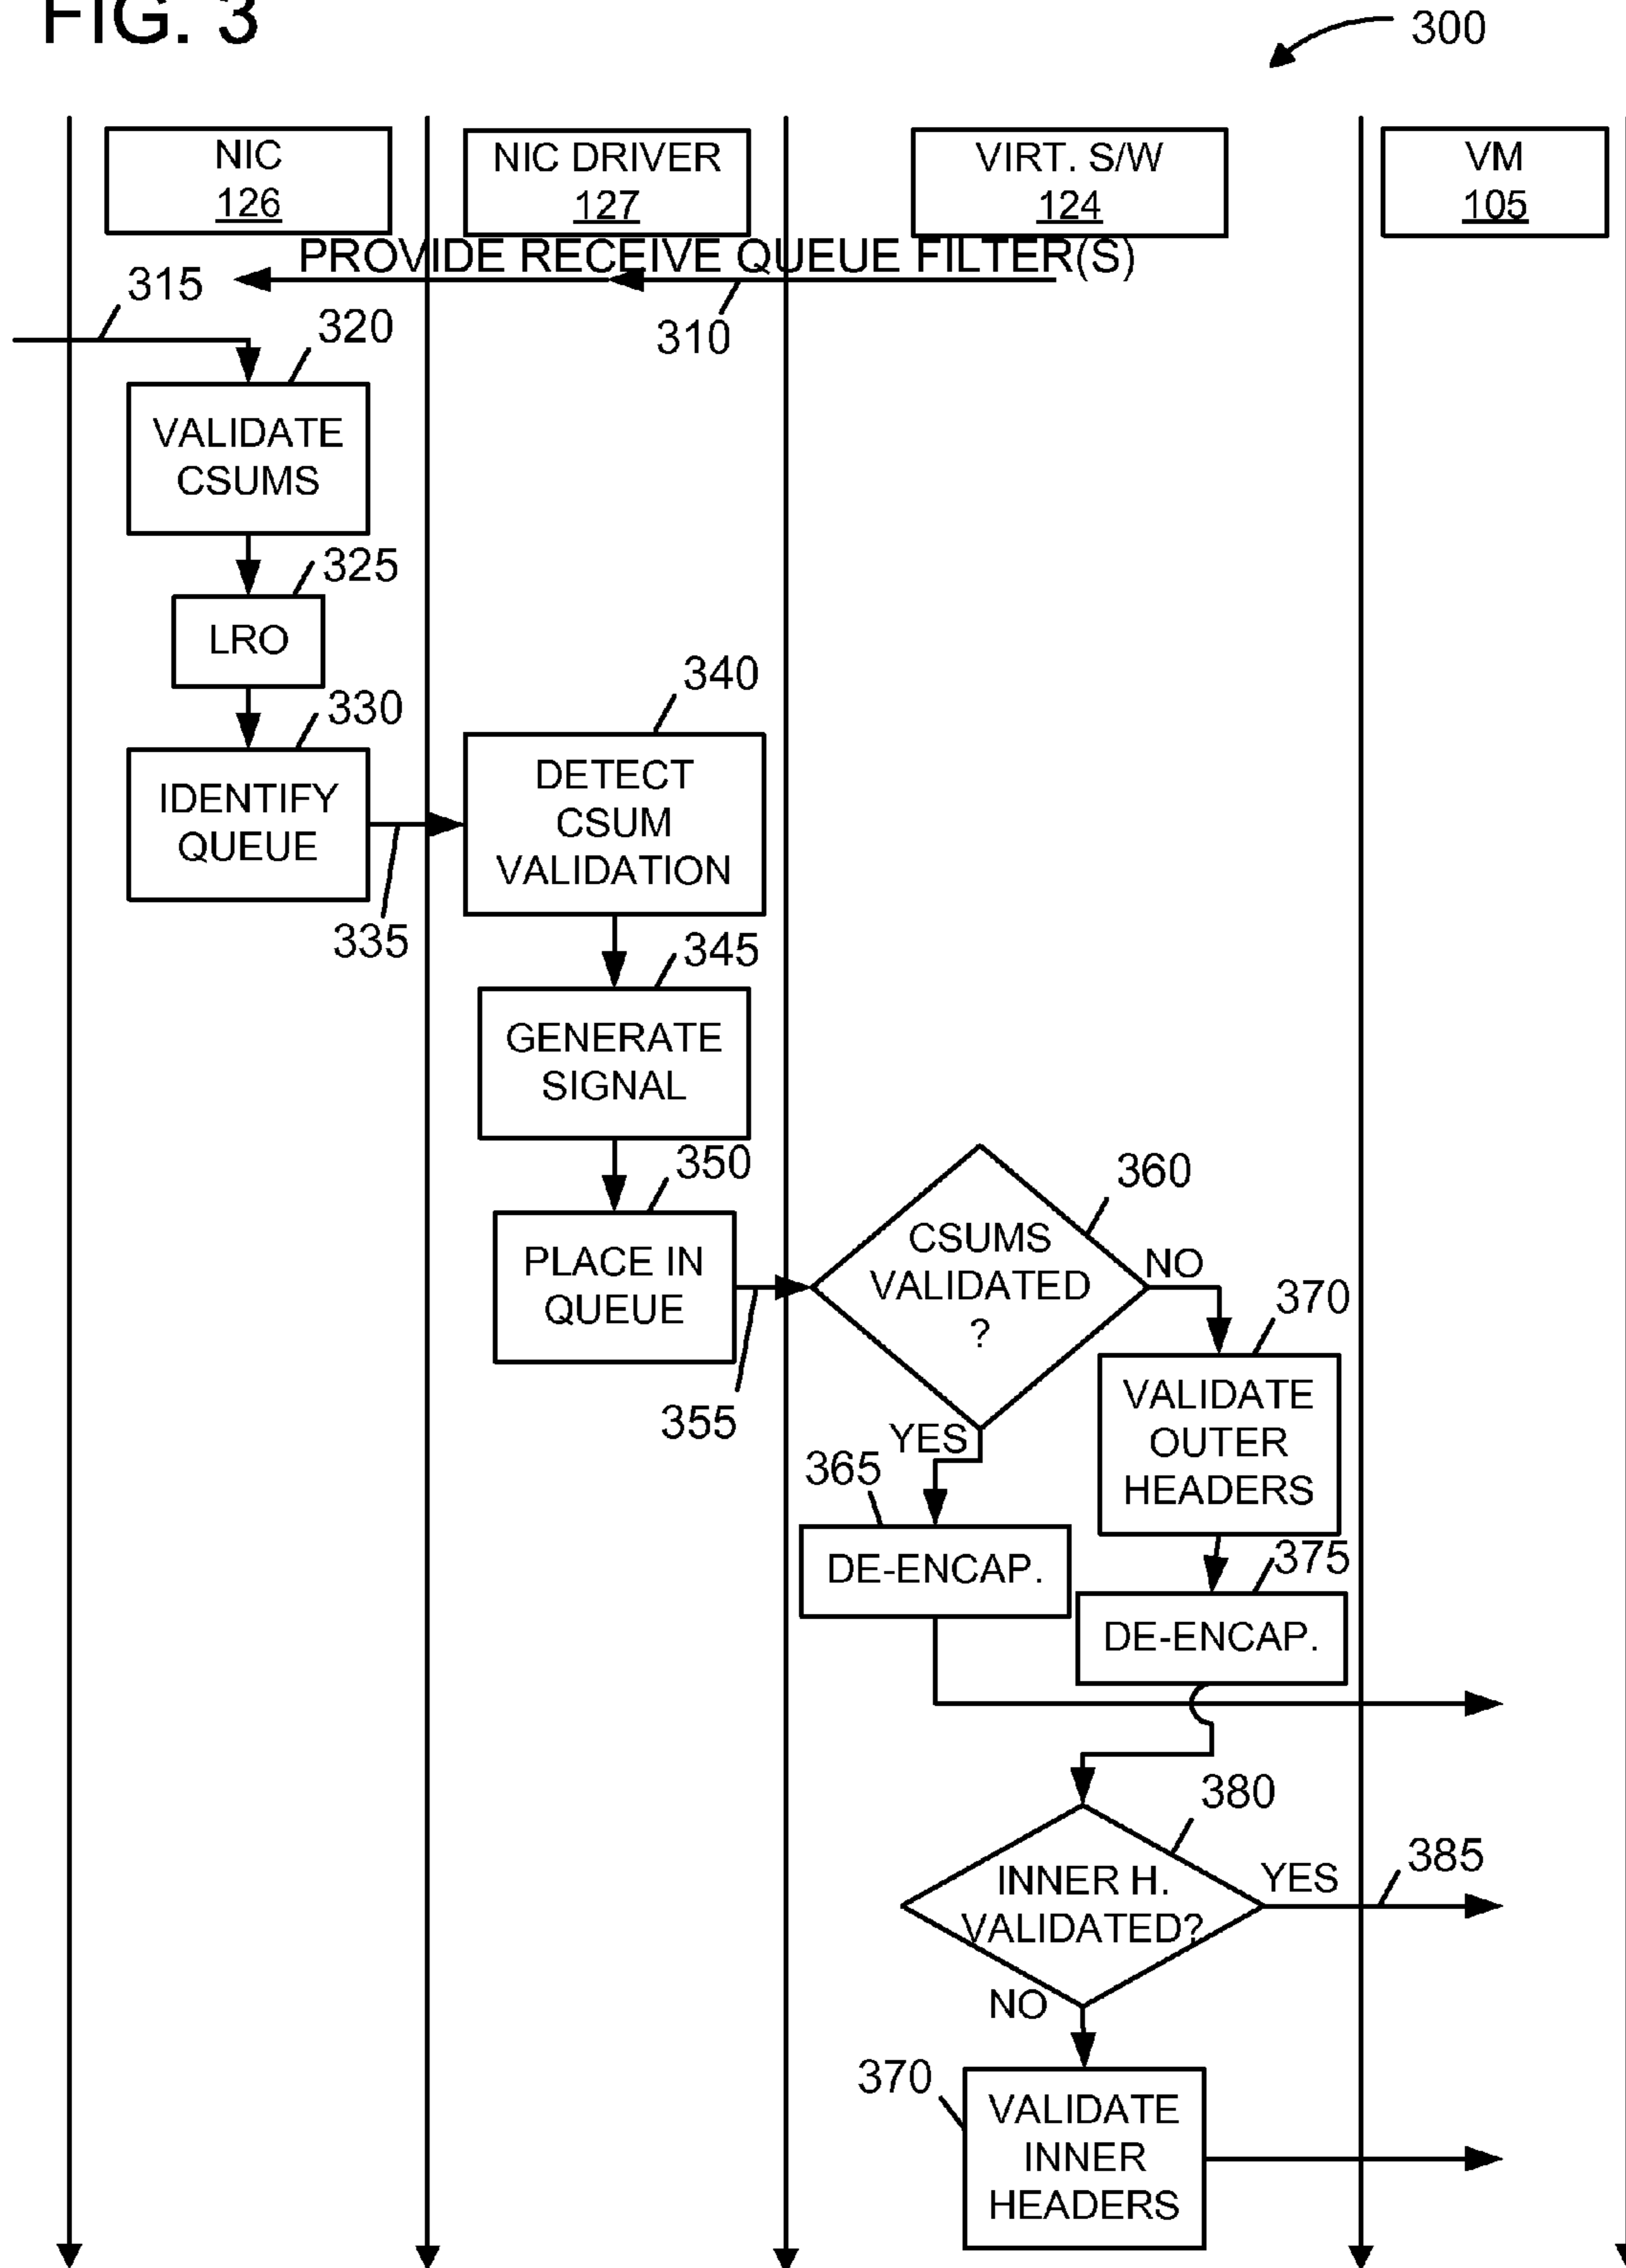 FIG. 3
300
NIC
126
NIC DRIVER
127
VIRT. S/W
124
VM
105
PROVIDE RECEIVE QUEUE FILTER(S)
310
315
320
VALIDATE
CSUMS
325
LRO
330
IDENTIFY
QUEUE
335
340
DETECT
CSUM
VALIDATION
345
GENERATE
SIGNAL
350
PLACE IN
QUEUE
355
360
CSUMS
VALIDATED
?
NO
YES
365
DE-ENCAP.
370
VALIDATE
OUTER
HEADERS
375
DE-ENCAP.
380
INNER H.
VALIDATED?
YES
385
NO
370
VALIDATE
INNER
HEADERS